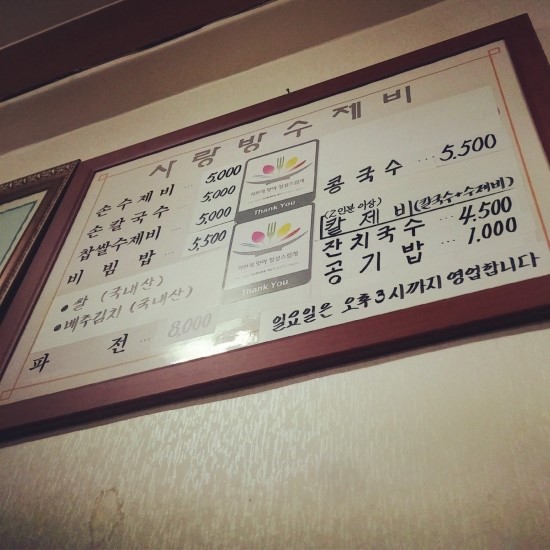 사랑방수제비
손수제비 5,000
손칼국수 5,000
찹쌀수제비 5,000
비빔밥 5,500
• 쌀 (국내산)
• 배추김치 (국내산)
파전 ... 8,000
Thank You
Thank You
콩국수 ... 5,500
(2인분 이상)
칼제비 (칼국수+수제비)
잔치국수 ... 4,500
공기밥 ... 1,000
일요일은 오후3시까지 영업합니다